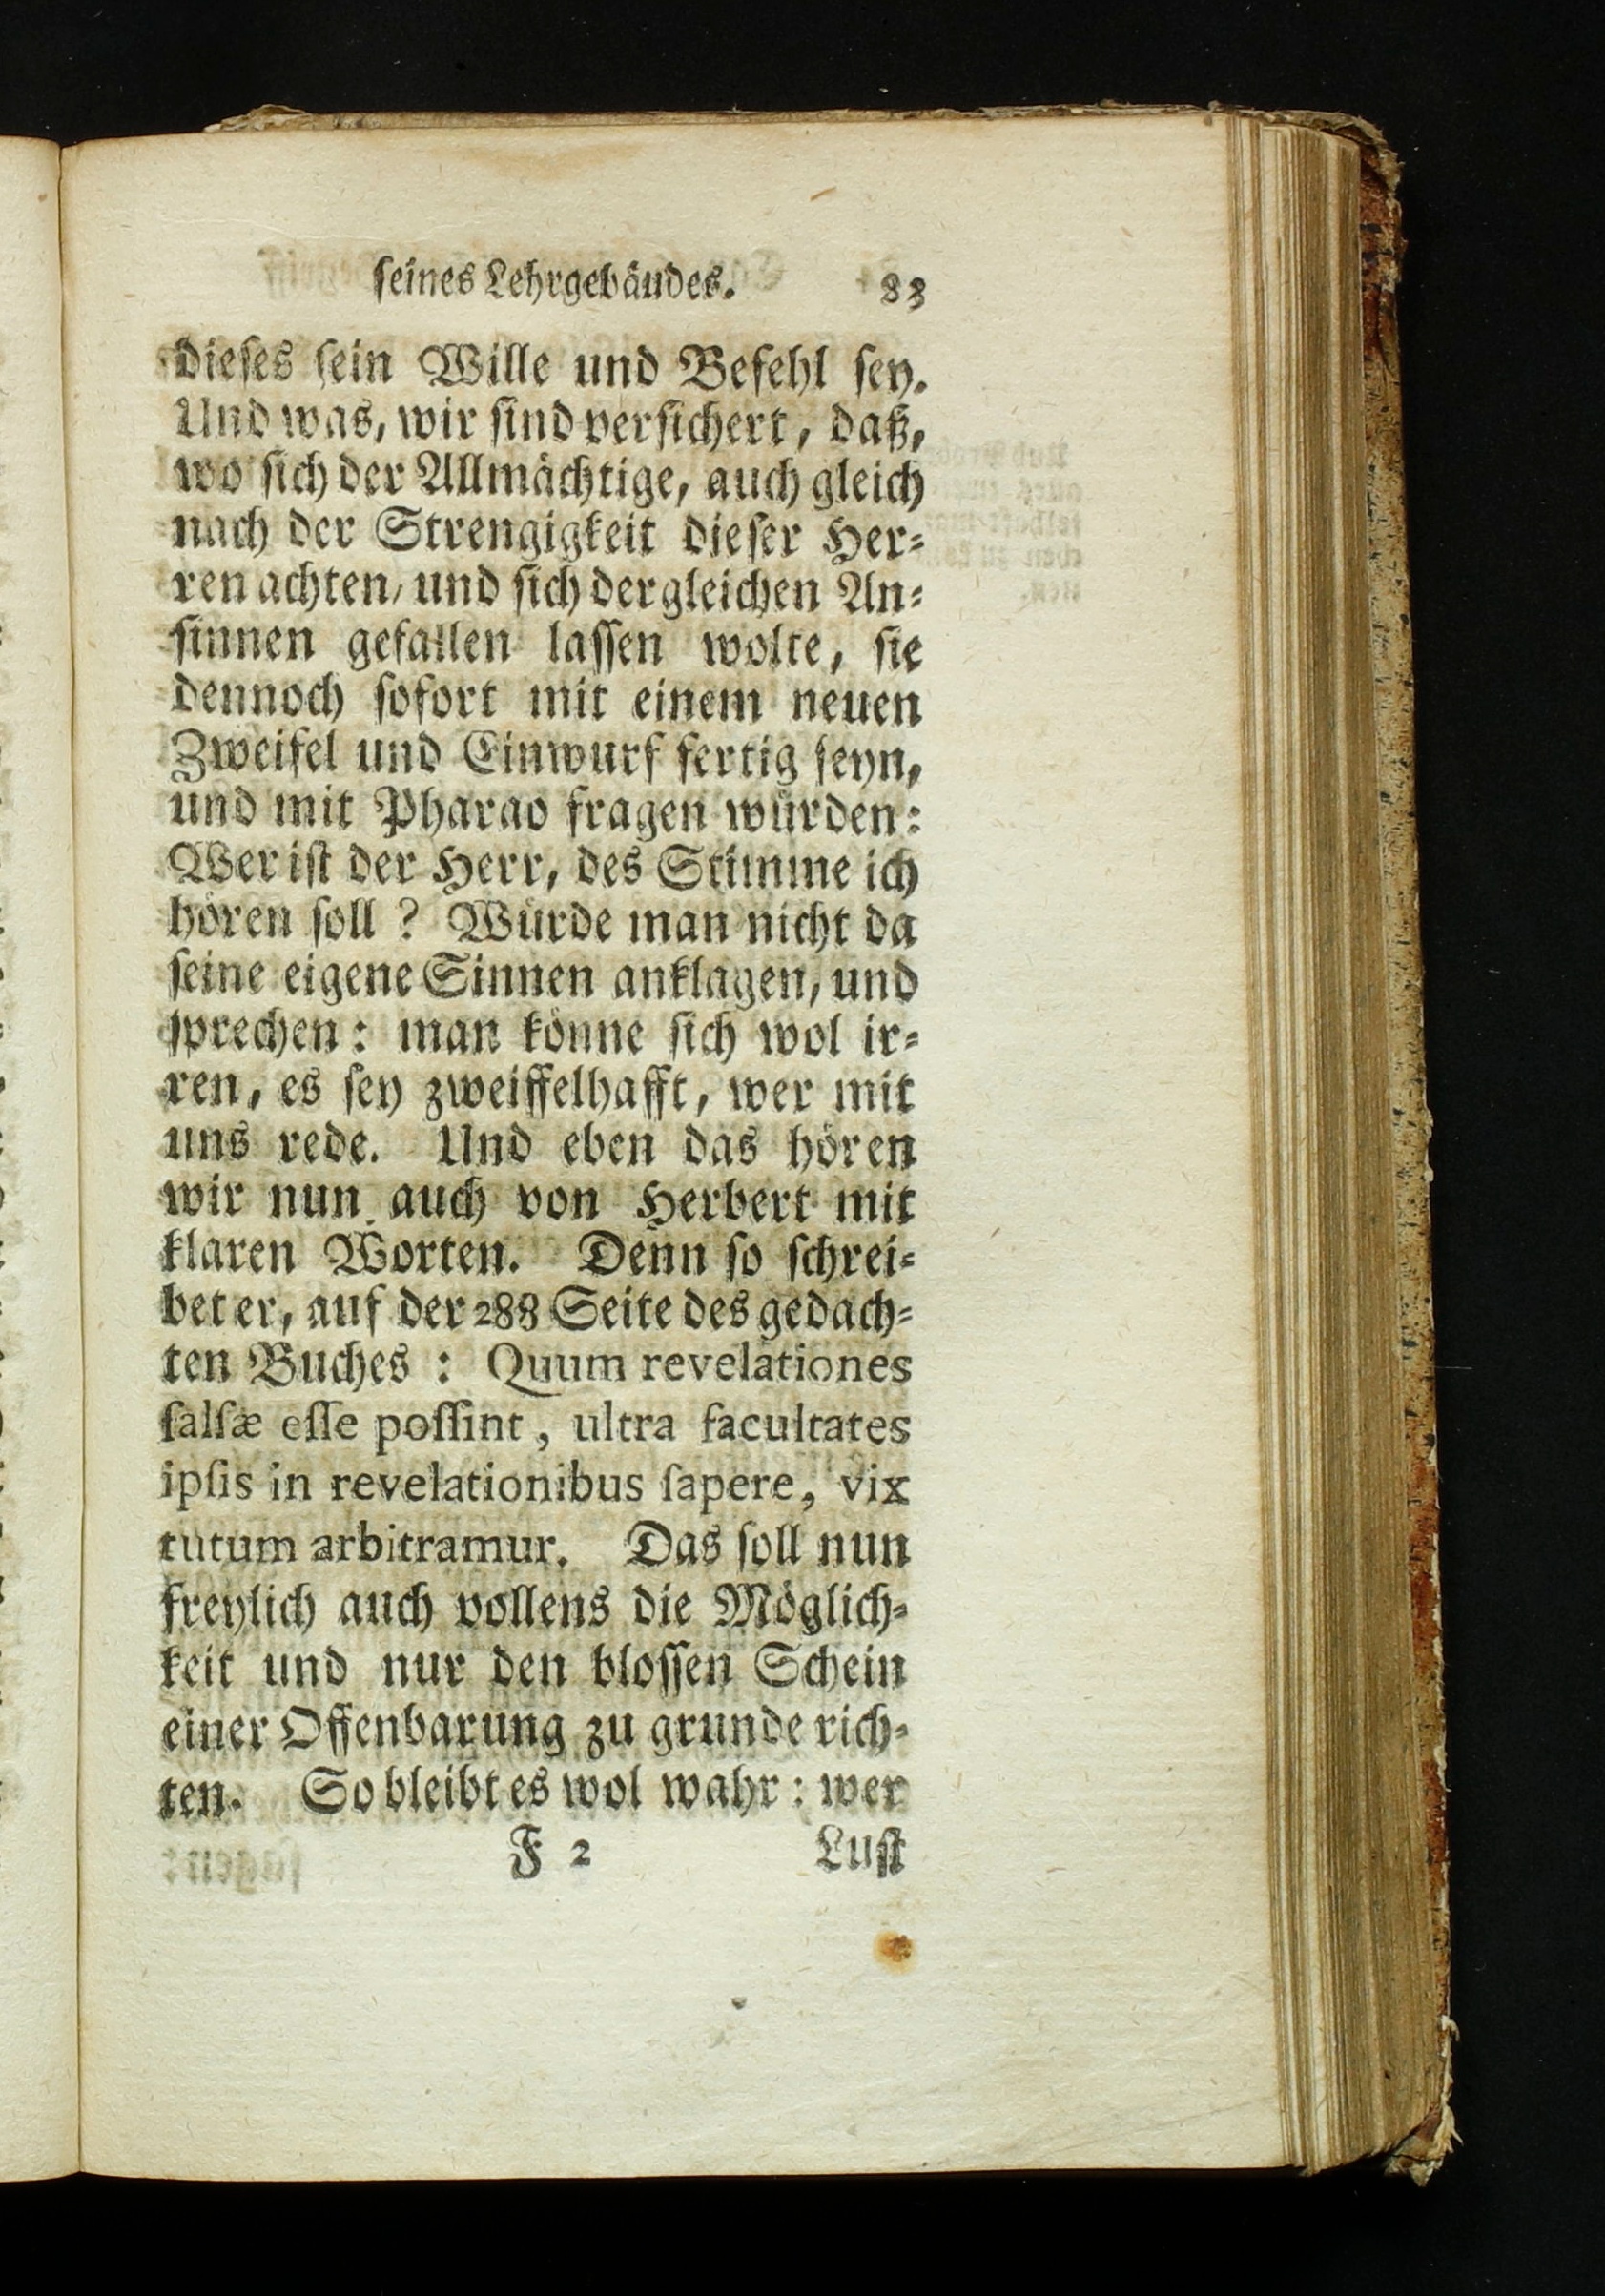 seines Lehrgebäudes. 83
dieses sein Wille und Befehl sey.
Und was, wir sind versichert, daß,
wo sich der Allmächtige, auch gleich
nach der Strengigkeit dieser Her-
ren achten, und sich dergleichen An-
sinnen gefallen lassen wolte, sie
dennoch sofort mit einem neuen
Zweifel und Einwurf fertig seyn,
und mit Pharao fragen würden:
Wer ist der Herr, des Stimme ich
hören soll? Würde man nicht da
seine eigene Sinnen anklagen, und
sprechen: man könne sich wol ir-
ren, es sey zweiffelhafft, wer mit
uns rede. Und eben das hören
wir nun auch von Herbert mit
klaren Worten. Denn so schrei-
bet er, auf der 288 Seite des gedach-
ten Buches: Quum revelationes
falsæ esse possint, ultra facultates
ipsis in revelationibus sapere, vix
tutum arbitramur. Das soll nun
freylich auch vollens die Möglich-
keit und nur den blossen Schein
einer Offenbarung zu grunde rich-
ten. So bleibt es wol wahr: wer
F 2 Lust